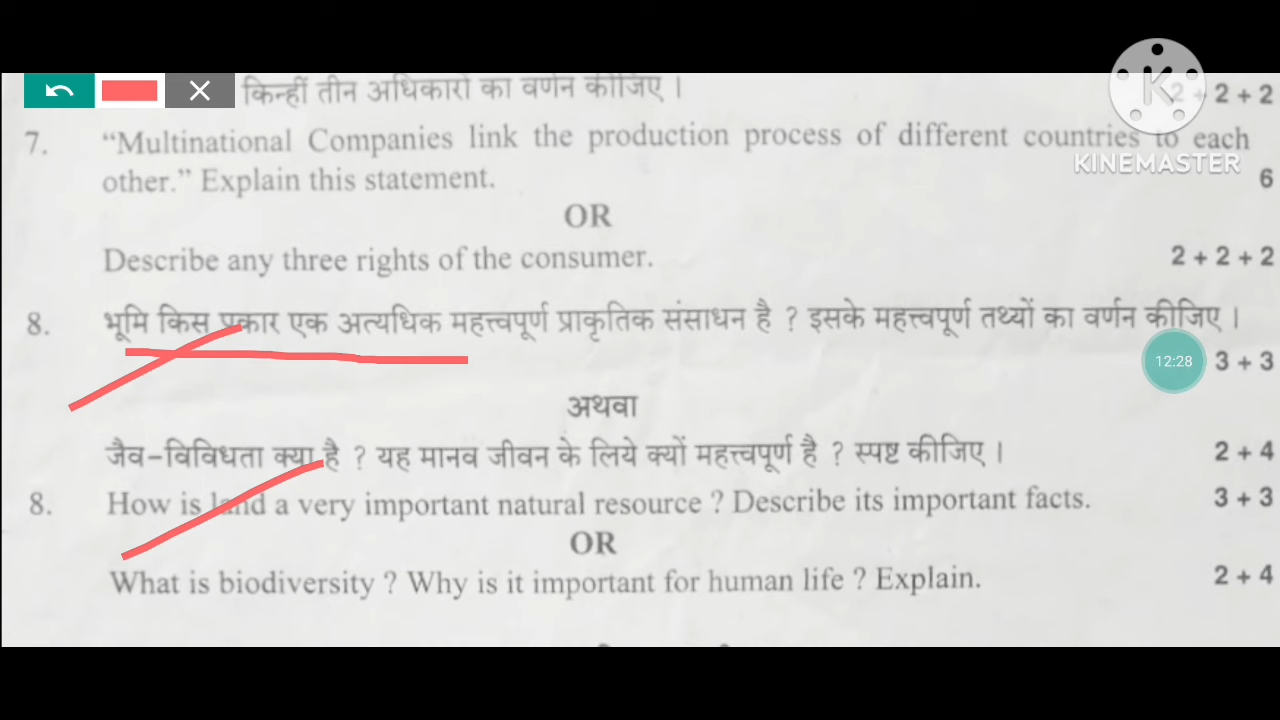 किन्हीं तीन अधिकारों का वर्णन कीजिए । 2 + 2 + 2
7. “Multinational Companies link the production process of different countries to each
other.” Explain this statement. 6
OR
Describe any three rights of the consumer. 2 + 2 + 2
8. भूमि किस प्रकार एक अत्यधिक महत्त्वपूर्ण प्राकृतिक संसाधन है ? इसके महत्त्वपूर्ण तथ्यों का वर्णन कीजिए ।
3 + 3
अथवा
जैव-विविधता क्या है ? यह मानव जीवन के लिये क्यों महत्त्वपूर्ण है ? स्पष्ट कीजिए । 2 + 4
8. How is land a very important natural resource ? Describe its important facts. 3 + 3
OR
What is biodiversity ? Why is it important for human life ? Explain. 2 + 4
K
KINEMASTER
12:28